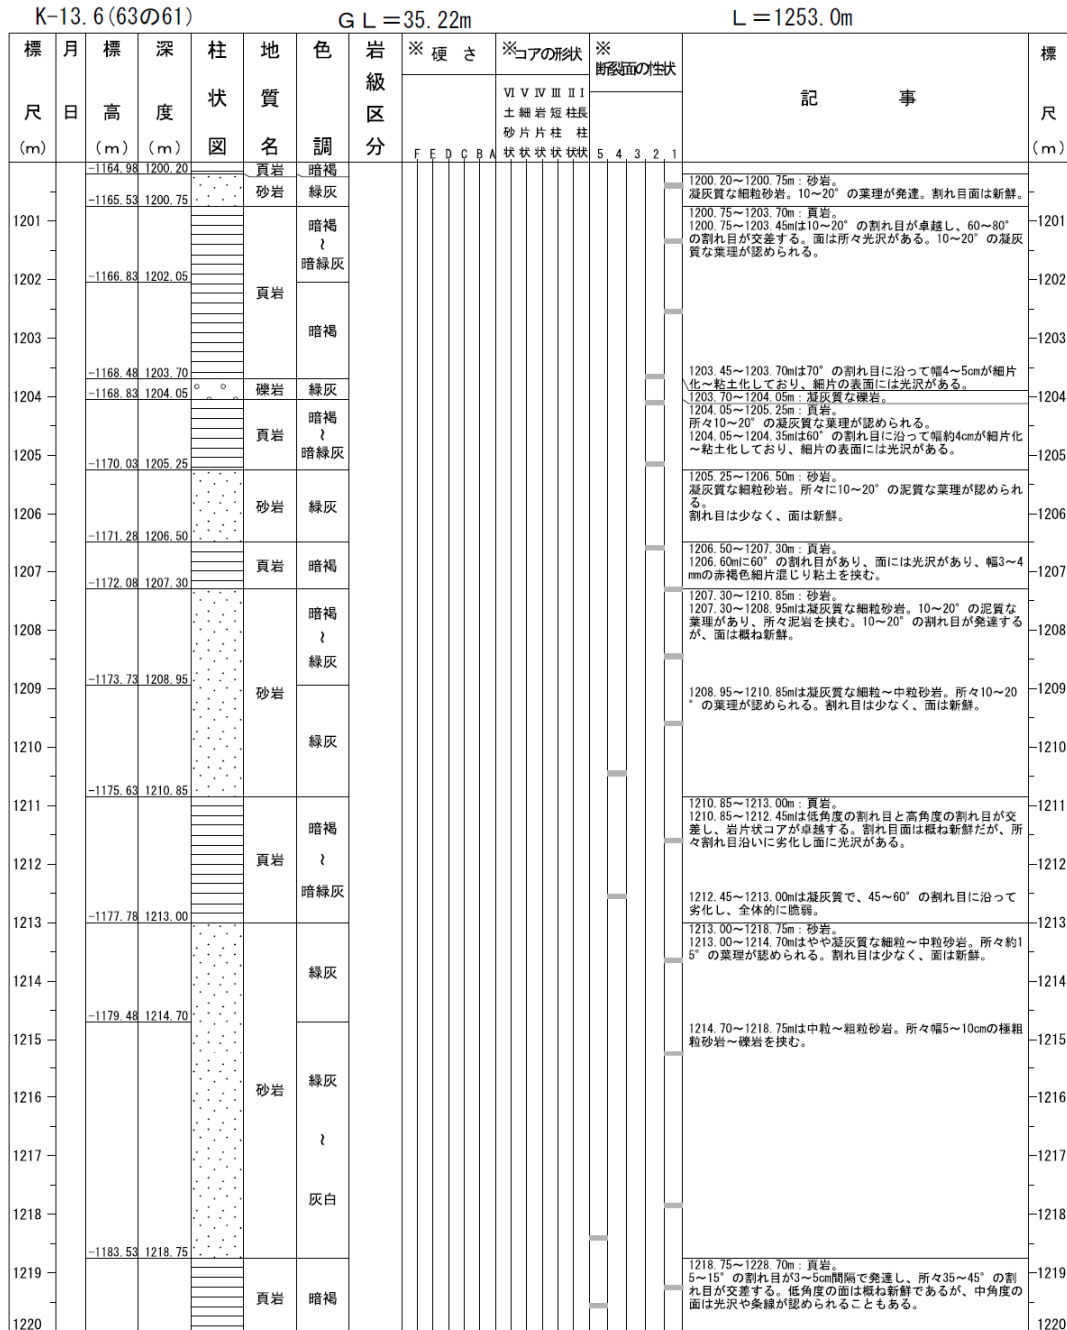 K-13.6(63の61) GL=35.22m L=1253.0m
標尺(m) 月日 標高(m) 深度(m) 柱状図 地質名 色調 岩級区分 ※硬さ ※コアの形状 ※断裂面の性状 記事 標尺(m)
F E D C B A
Ⅵ土砂状 Ⅴ細片状 Ⅳ岩片状 Ⅲ短柱状 Ⅱ柱状 Ⅰ長柱状
5 4 3 2 1
-1164.98 1200.20 頁岩 暗褐
-1165.53 1200.75 砂岩 緑灰
1200.20~1200.75m:砂岩。
凝灰質な細粒砂岩。10~20°の葉理が発達。割れ目面は新鮮。
1201 暗褐~暗緑灰 1201
1200.75~1203.70m:頁岩。
1200.75~1203.45mは10~20°の割れ目が卓越し、60~80°
の割れ目が交差する。面は所々光沢がある。10~20°の凝灰
質な葉理が認められる。
1202 -1166.83 1202.05 1202
頁岩
1203 暗褐 1203
-1168.48 1203.70
1203.45~1203.70mは70°の割れ目に沿って幅4~5cmが細片
化~粘土化しており、細片の表面には光沢がある。
1204 -1168.83 1204.05 礫岩 緑灰 1204
1203.70~1204.05m:凝灰質な礫岩。
1204.05~1205.25m:頁岩。
所々10~20°の凝灰質な葉理が認められる。
1204.05~1204.35mは60°の割れ目に沿って幅約4cmが細片化
~粘土化しており、細片の表面には光沢がある。
頁岩 暗褐~暗緑灰
1205 -1170.03 1205.25 1205
1205.25~1206.50m:砂岩。
凝灰質な細粒砂岩。所々に10~20°の泥質な葉理が認められ
る。
割れ目は少なく、面は新鮮。
1206 砂岩 緑灰 1206
-1171.28 1206.50
1206.50~1207.30m:頁岩。
1206.60mに60°の割れ目があり、面には光沢があり、幅3~4
mmの赤褐色細片混じり粘土を挟む。
1207 頁岩 暗褐 1207
-1172.08 1207.30
1207.30~1210.85m:砂岩。
1207.30~1208.95mは凝灰質な細粒砂岩。10~20°の泥質な
葉理があり、所々泥岩を挟む。10~20°の割れ目が発達する
が、面は概ね新鮮。
1208 暗褐~緑灰 1208
-1173.73 1208.95
1209 砂岩 1209
1208.95~1210.85mは凝灰質な細粒~中粒砂岩。所々10~20
°の葉理が認められる。割れ目は少なく、面は新鮮。
1210 緑灰 1210
-1175.63 1210.85
1211 暗褐~暗緑灰 1211
1210.85~1213.00m:頁岩。
1210.85~1212.45mは低角度の割れ目と高角度の割れ目が交
差し、岩片状コアが卓越する。割れ目面は概ね新鮮だが、所
々割れ目沿いに劣化し面に光沢がある。
1212 頁岩 1212
1212.45~1213.00mは凝灰質で、45~60°の割れ目に沿って
劣化し、全体的に脆弱。
1213 -1177.78 1213.00 1213
1213.00~1218.75m:砂岩。
1213.00~1214.70mはやや凝灰質な細粒~中粒砂岩。所々約1
5°の葉理が認められる。割れ目は少なく、面は新鮮。
1214 緑灰 1214
-1179.48 1214.70
1215 1215
1214.70~1218.75mは中粒~粗粒砂岩。所々幅5~10cmの極粗
粒砂岩~礫岩を挟む。
1216 砂岩 緑灰~灰白 1216
1217 1217
1218 1218
-1183.53 1218.75
1219 頁岩 暗褐 1219
1218.75~1228.70m:頁岩。
5~15°の割れ目が3~5cm間隔で発達し、所々35~45°の割
れ目が交差する。低角度の面は概ね新鮮であるが、中角度の
面は光沢や条線が認められることもある。
1220 1220